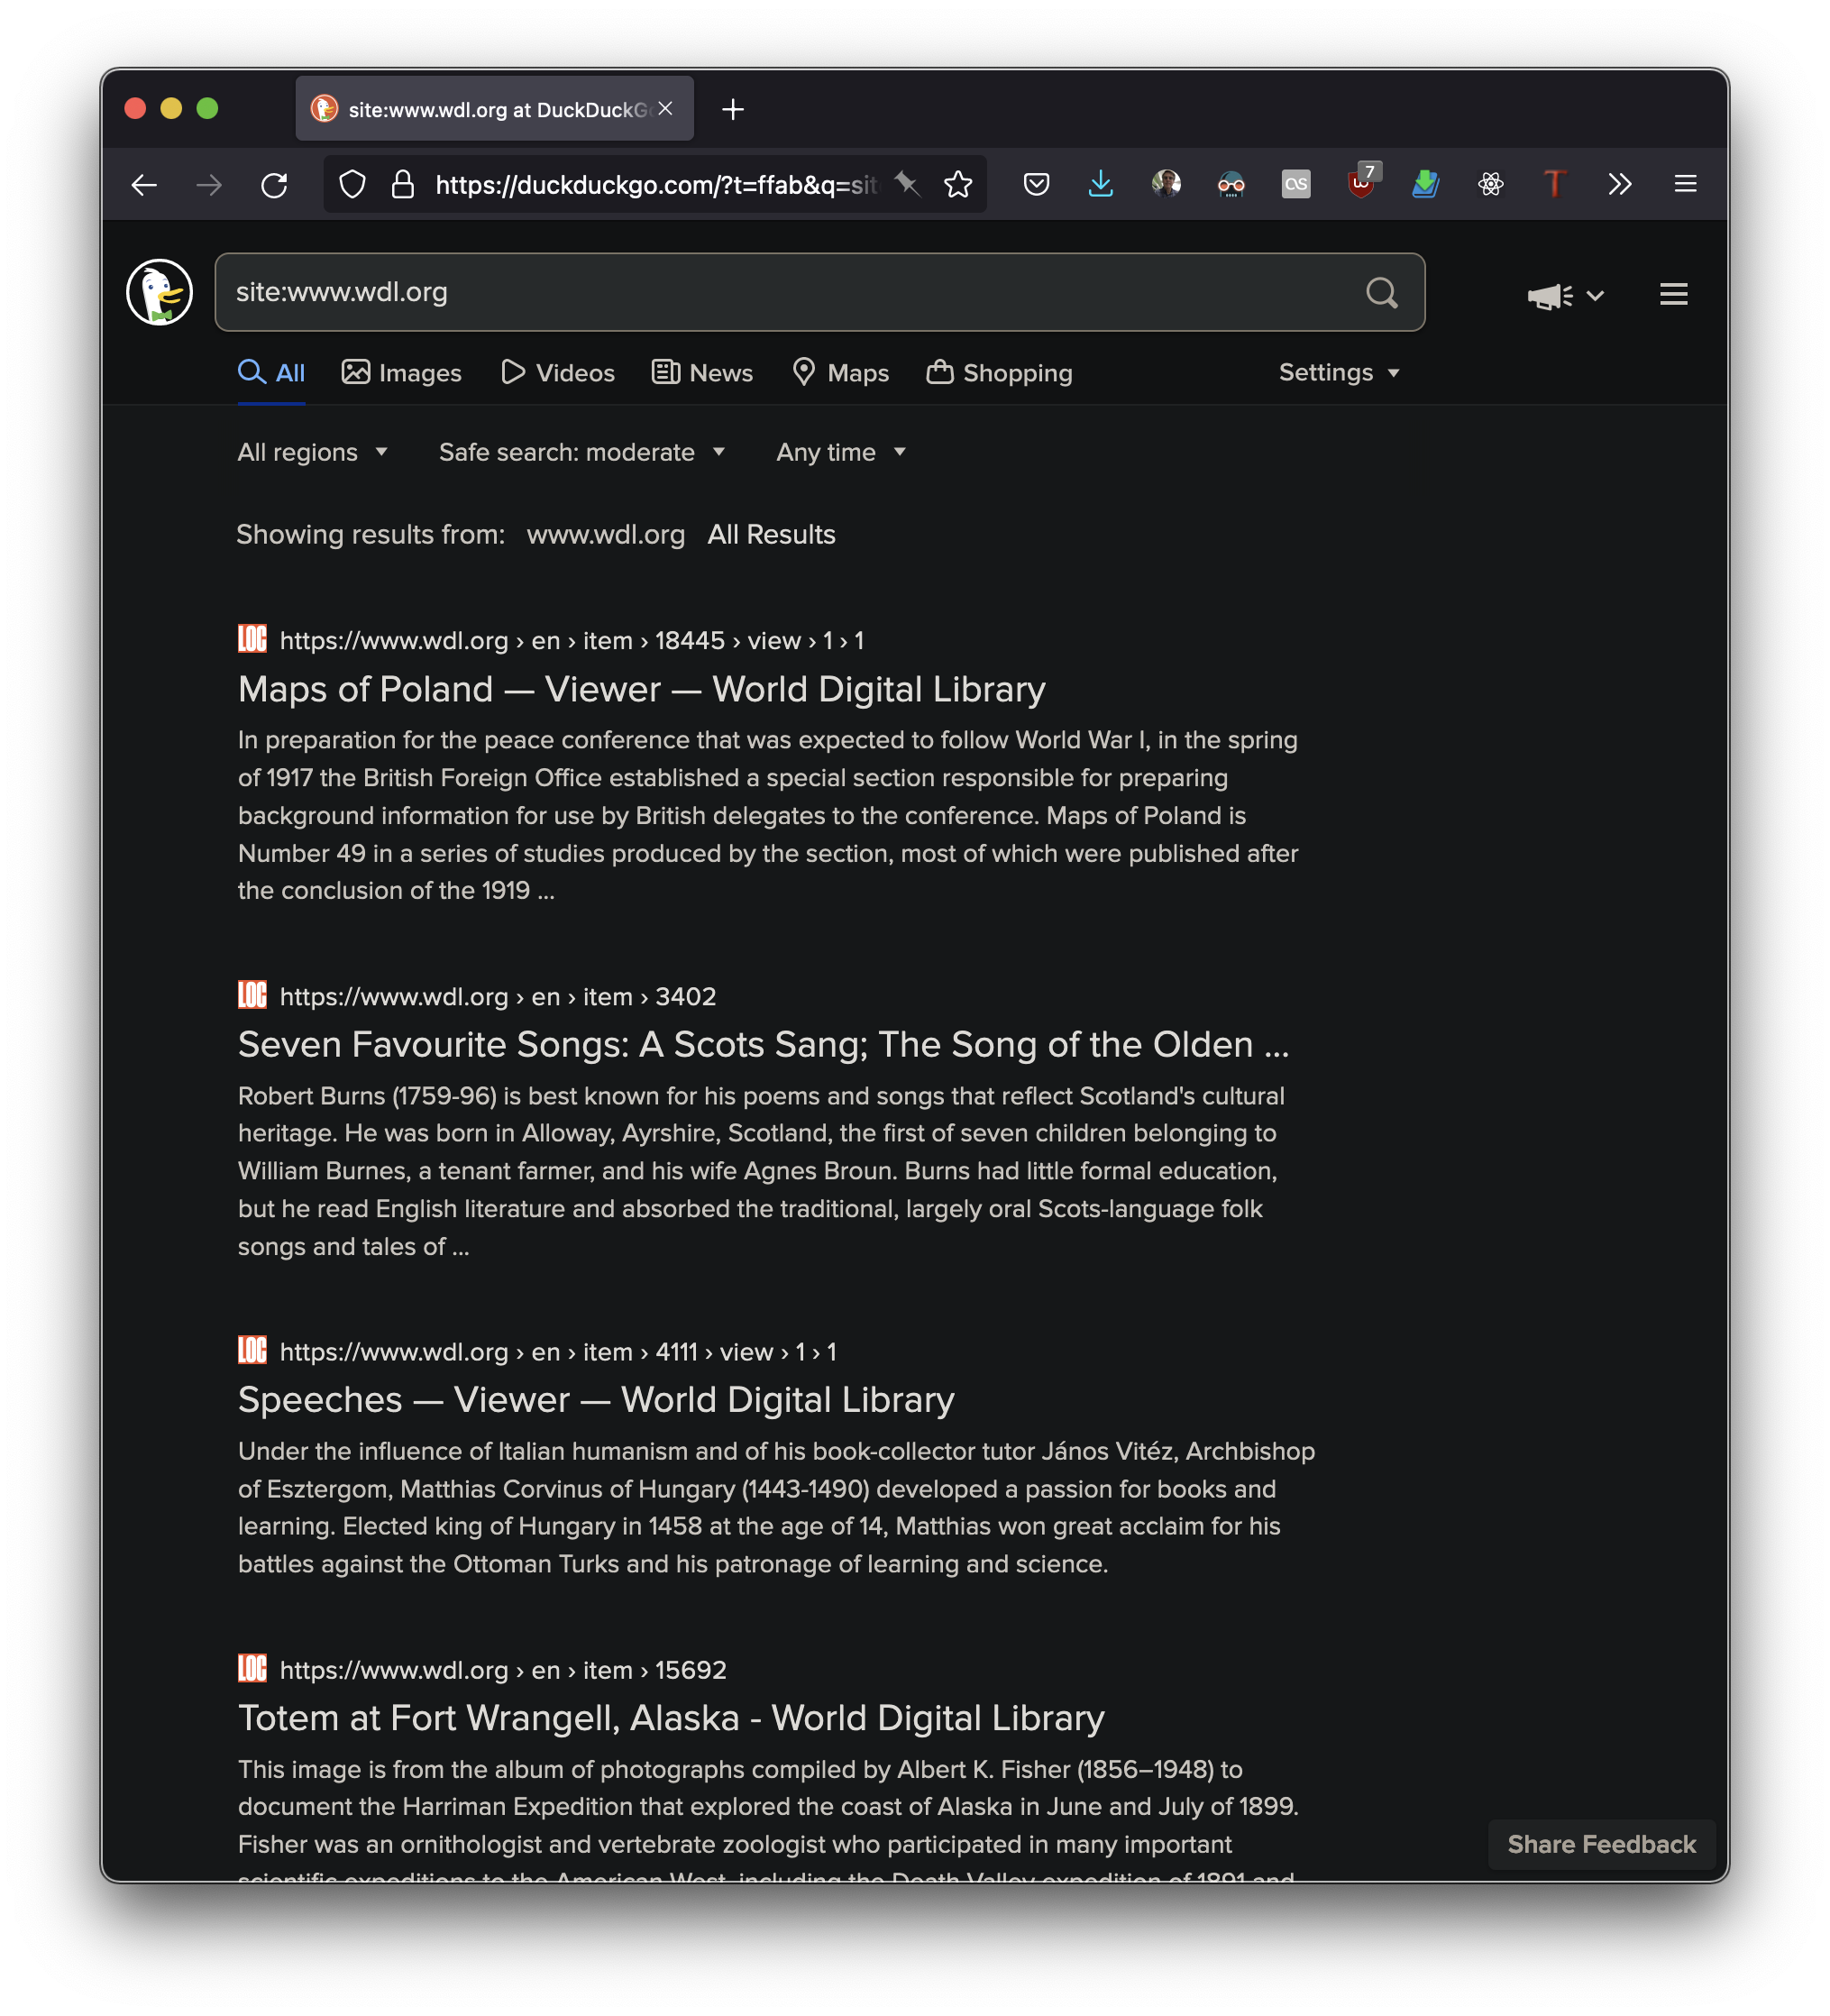 site:www.wdl.org at DuckDuckG
https://duckduckgo.com/?t=ffab&q=sit
7
site:www.wdl.org
All Images Videos News Maps Shopping Settings
All regions Safe search: moderate Any time
Showing results from: www.wdl.org All Results
LOC https://www.wdl.org › en › item › 18445 › view › 1 › 1
Maps of Poland — Viewer — World Digital Library
In preparation for the peace conference that was expected to follow World War I, in the spring
of 1917 the British Foreign Office established a special section responsible for preparing
background information for use by British delegates to the conference. Maps of Poland is
Number 49 in a series of studies produced by the section, most of which were published after
the conclusion of the 1919 ...
LOC https://www.wdl.org › en › item › 3402
Seven Favourite Songs: A Scots Sang; The Song of the Olden ...
Robert Burns (1759-96) is best known for his poems and songs that reflect Scotland's cultural
heritage. He was born in Alloway, Ayrshire, Scotland, the first of seven children belonging to
William Burnes, a tenant farmer, and his wife Agnes Broun. Burns had little formal education,
but he read English literature and absorbed the traditional, largely oral Scots-language folk
songs and tales of ...
LOC https://www.wdl.org › en › item › 4111 › view › 1 › 1
Speeches — Viewer — World Digital Library
Under the influence of Italian humanism and of his book-collector tutor János Vitéz, Archbishop
of Esztergom, Matthias Corvinus of Hungary (1443-1490) developed a passion for books and
learning. Elected king of Hungary in 1458 at the age of 14, Matthias won great acclaim for his
battles against the Ottoman Turks and his patronage of learning and science.
LOC https://www.wdl.org › en › item › 15692
Totem at Fort Wrangell, Alaska - World Digital Library
This image is from the album of photographs compiled by Albert K. Fisher (1856–1948) to
document the Harriman Expedition that explored the coast of Alaska in June and July of 1899.
Fisher was an ornithologist and vertebrate zoologist who participated in many important
scientific expeditions to the American West, including the Death Valley expedition of 1891 and
Share Feedback